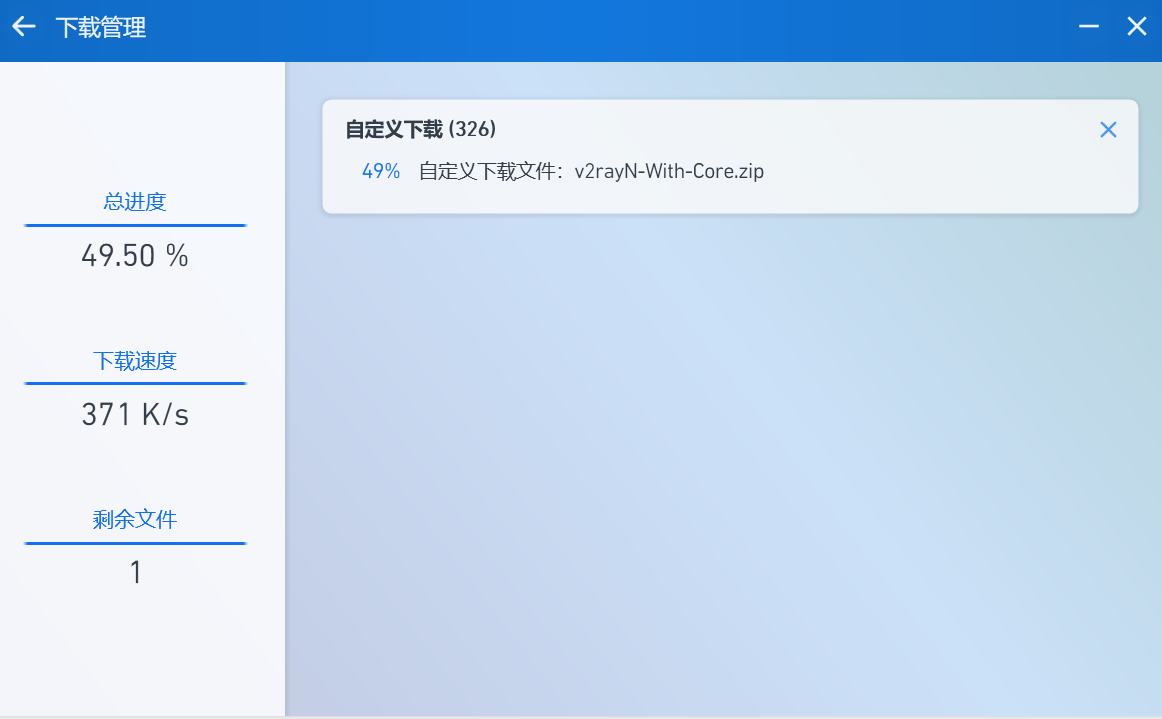 下载管理
总进度
49.50 %
下载速度
371 K/s
剩余文件
1
自定义下载 (326)
49% 自定义下载文件：v2rayN-With-Core.zip